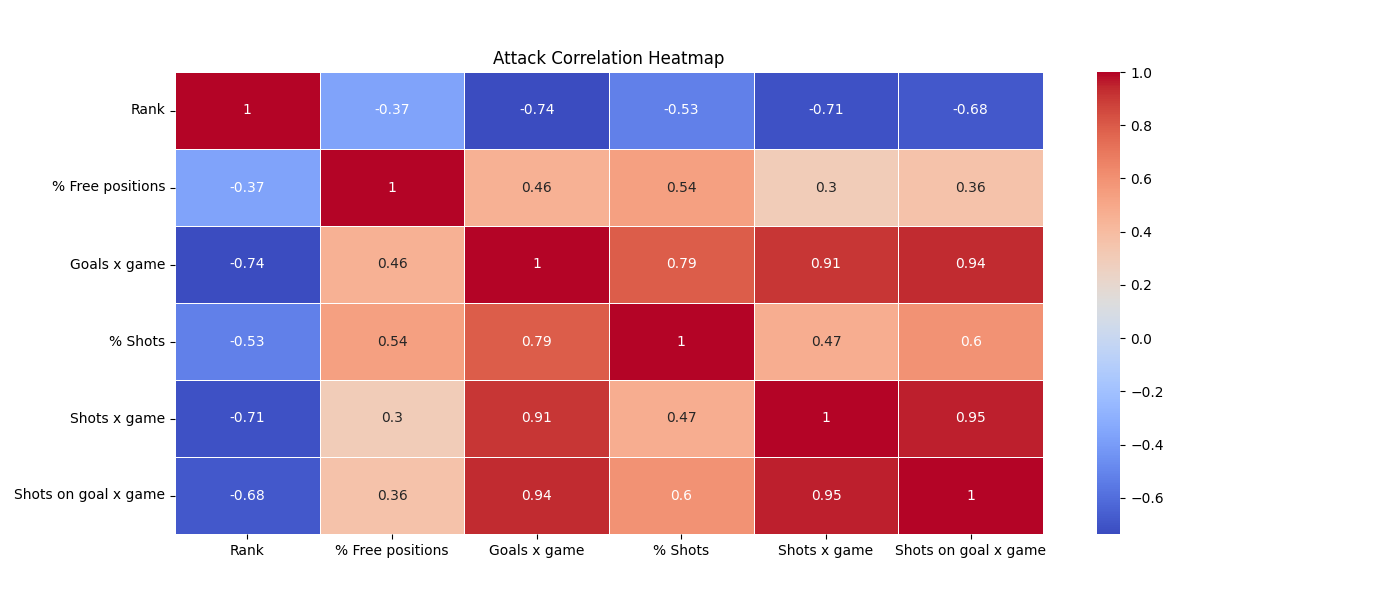 Attack Correlation Heatmap
Rank 1 -0.37 -0.74 -0.53 -0.71 -0.68
% Free positions -0.37 1 0.46 0.54 0.3 0.36
Goals x game -0.74 0.46 1 0.79 0.91 0.94
% Shots -0.53 0.54 0.79 1 0.47 0.6
Shots x game -0.71 0.3 0.91 0.47 1 0.95
Shots on goal x game -0.68 0.36 0.94 0.6 0.95 1
Rank % Free positions Goals x game % Shots Shots x game Shots on goal x game
1.0
0.8
0.6
0.4
0.2
0.0
−0.2
−0.4
−0.6